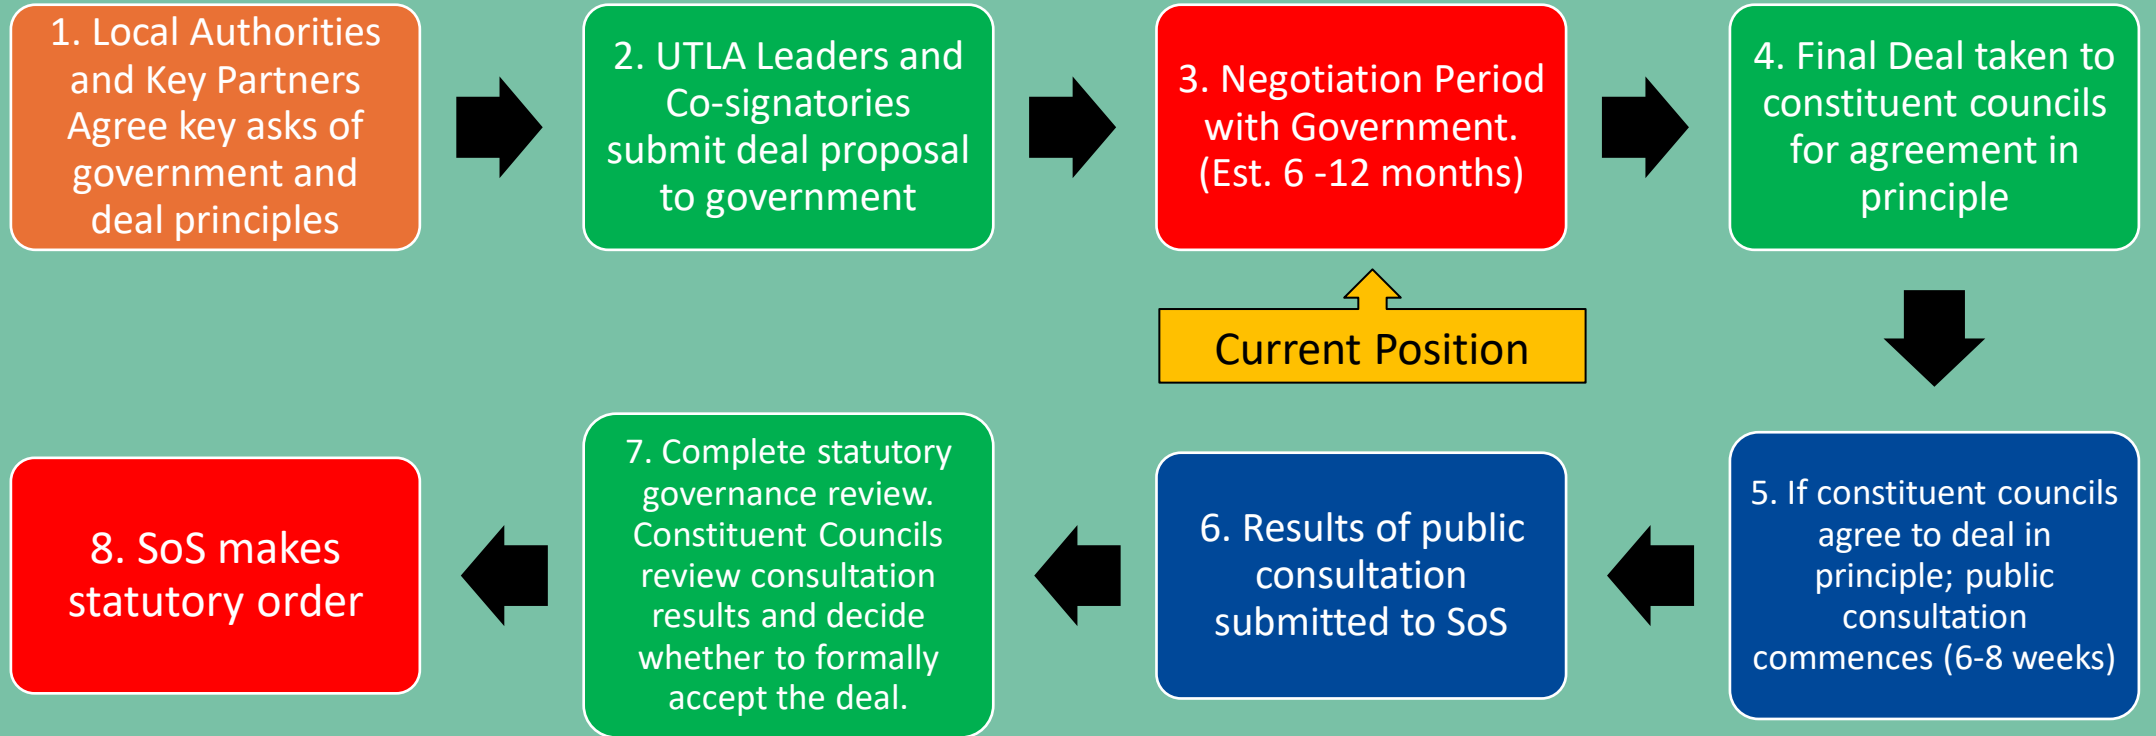 1. Local Authorities
and Key Partners
Agree key asks of
government and
deal principles
2. UTLA Leaders and
Co-signatories
submit deal proposal
to government
3. Negotiation Period
with Government.
(Est. 6 -12 months)
4. Final Deal taken to
constituent councils
for agreement in
principle
Current Position
5. If constituent councils
agree to deal in
principle; public
consultation
commences (6-8 weeks)
6. Results of public
consultation
submitted to SoS
7. Complete statutory
governance review.
Constituent Councils
review consultation
results and decide
whether to formally
accept the deal.
8. SoS makes
statutory order